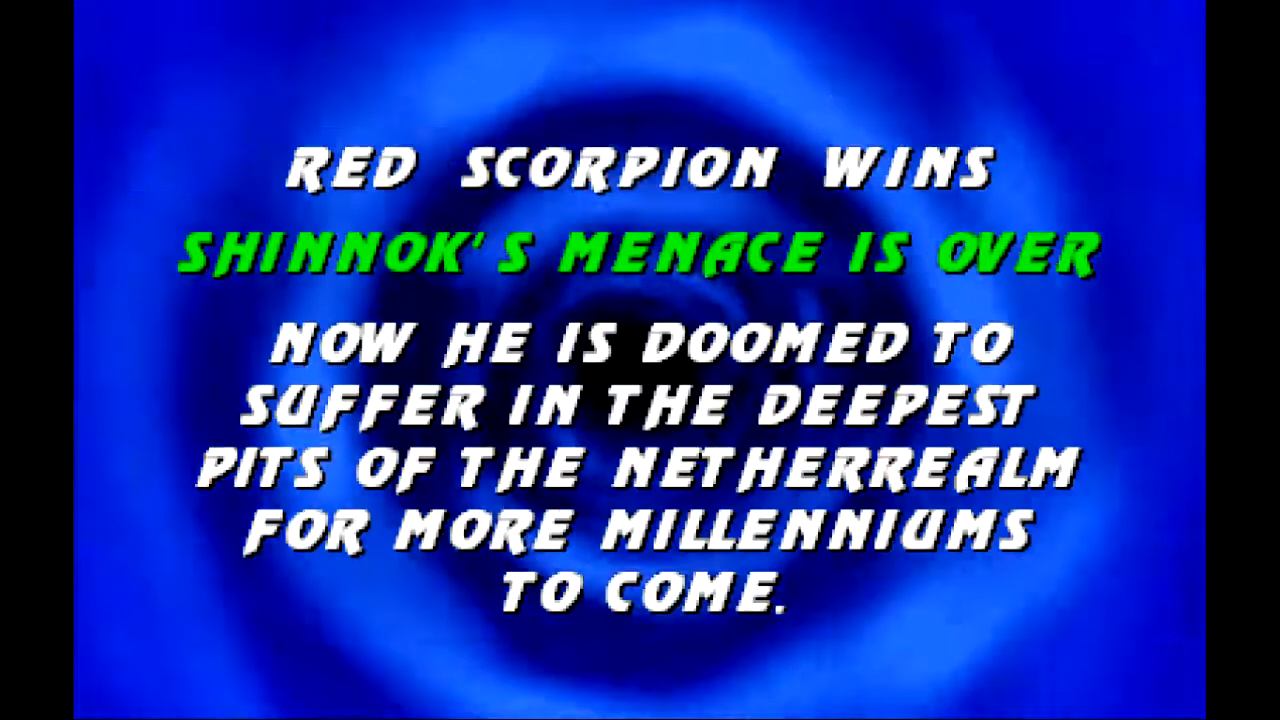 RED SCORPION WINS
SHINNOK'S MENACE IS OVER
NOW HE IS DOOMED TO
SUFFER IN THE DEEPEST
PITS OF THE NETHERREALM
FOR MORE MILLENNIUMS
TO COME.